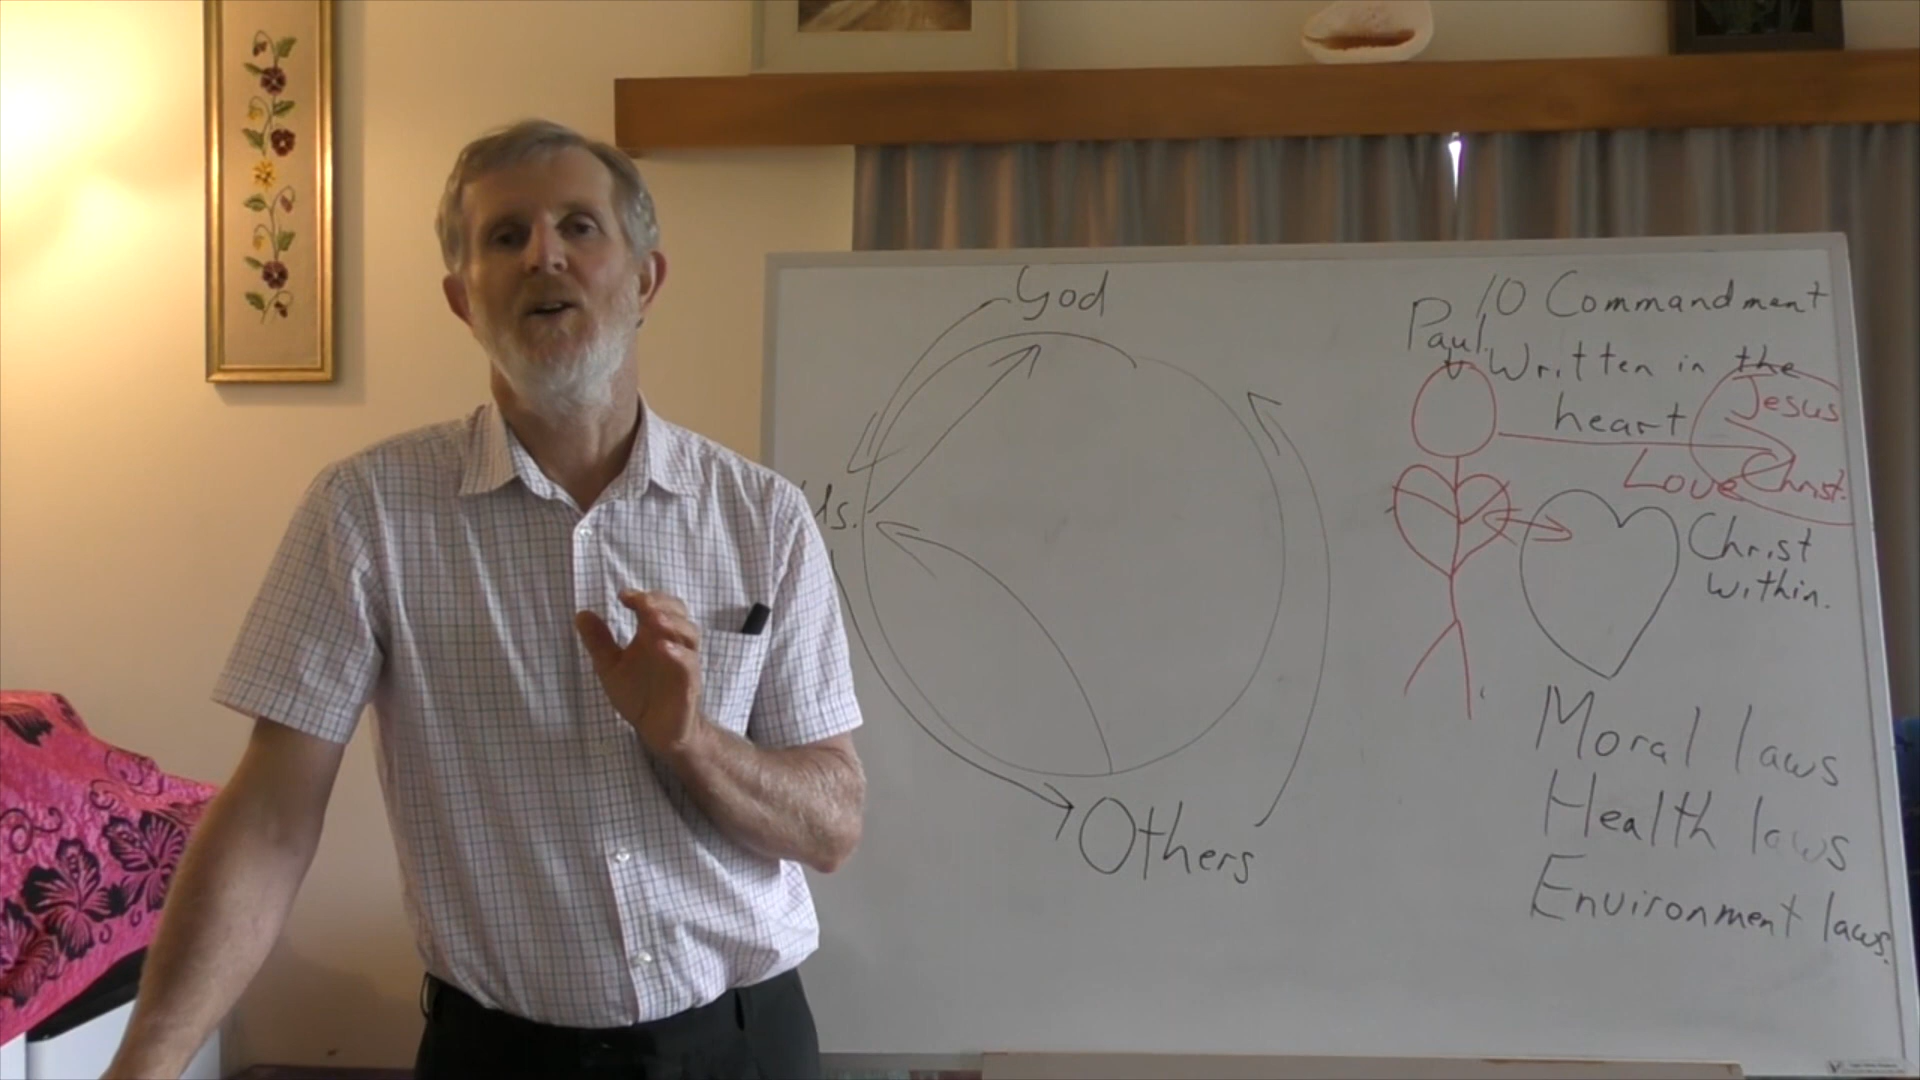 God
Us.
Others
10 Commandment
Paul. Written in the
heart
Jesus
Love Christ.
Christ
within.
Moral laws
Health laws
Environment laws.